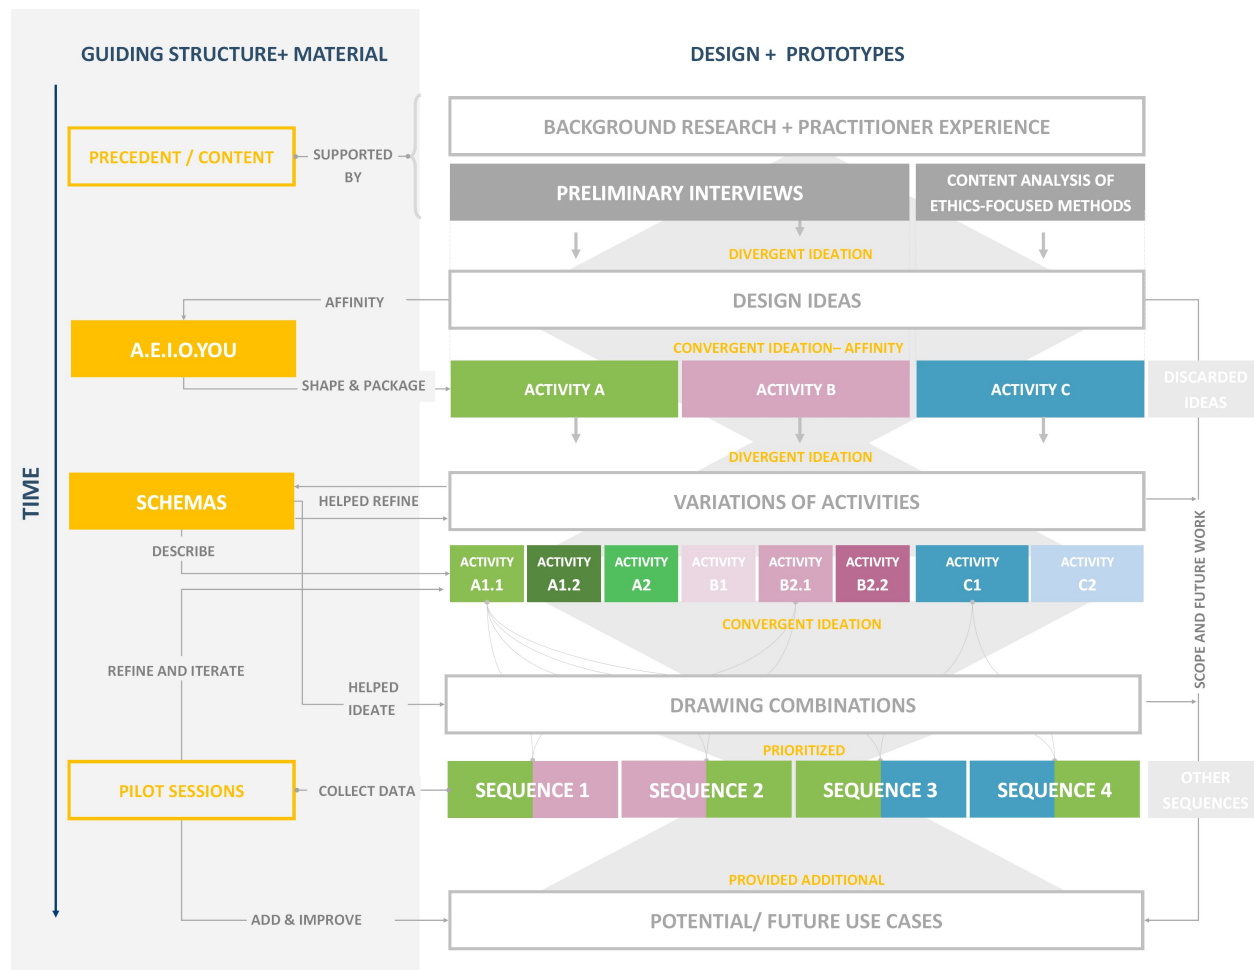 GUIDING STRUCTURE+ MATERIAL
DESIGN + PROTOTYPES
TIME
PRECEDENT / CONTENT
SUPPORTED
BY
BACKGROUND RESEARCH + PRACTITIONER EXPERIENCE
PRELIMINARY INTERVIEWS
CONTENT ANALYSIS OF
ETHICS-FOCUSED METHODS
DIVERGENT IDEATION
AFFINITY
DESIGN IDEAS
A.E.I.O.YOU
CONVERGENT IDEATION– AFFINITY
SHAPE & PACKAGE
ACTIVITY A
ACTIVITY B
ACTIVITY C
DISCARDED
IDEAS
DIVERGENT IDEATION
SCHEMAS
HELPED REFINE
VARIATIONS OF ACTIVITIES
DESCRIBE
ACTIVITY
A1.1
ACTIVITY
A1.2
ACTIVITY
A2
ACTIVITY
B1
ACTIVITY
B2.1
ACTIVITY
B2.2
ACTIVITY
C1
ACTIVITY
C2
CONVERGENT IDEATION
SCOPE AND FUTURE WORK
REFINE AND ITERATE
HELPED
IDEATE
DRAWING COMBINATIONS
PRIORITIZED
PILOT SESSIONS
COLLECT DATA
SEQUENCE 1
SEQUENCE 2
SEQUENCE 3
SEQUENCE 4
OTHER
SEQUENCES
PROVIDED ADDITIONAL
ADD & IMPROVE
POTENTIAL/ FUTURE USE CASES